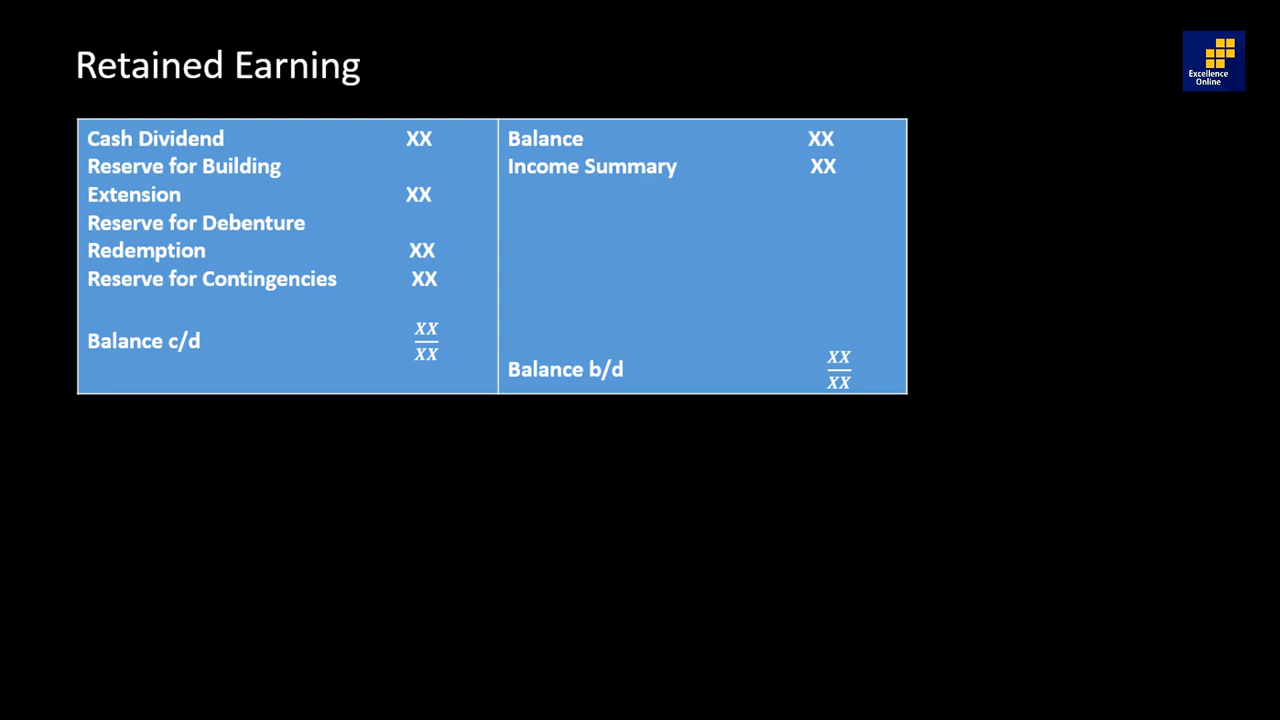 Retained Earning
Excellence
Online
Cash Dividend XX
Reserve for Building
Extension XX
Reserve for Debenture
Redemption XX
Reserve for Contingencies XX
Balance c/d XX
XX
Balance XX
Income Summary XX
Balance b/d XX
XX